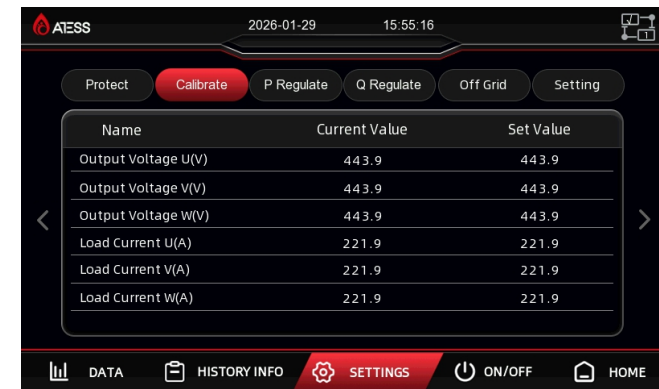 ATESS 2026-01-29 15:55:16
1
Protect Calibrate P Regulate Q Regulate Off Grid Setting
Name Current Value Set Value
Output Voltage U(V) 443.9 443.9
Output Voltage V(V) 443.9 443.9
Output Voltage W(V) 443.9 443.9
Load Current U(A) 221.9 221.9
Load Current V(A) 221.9 221.9
Load Current W(A) 221.9 221.9
DATA HISTORY INFO SETTINGS ON/OFF HOME